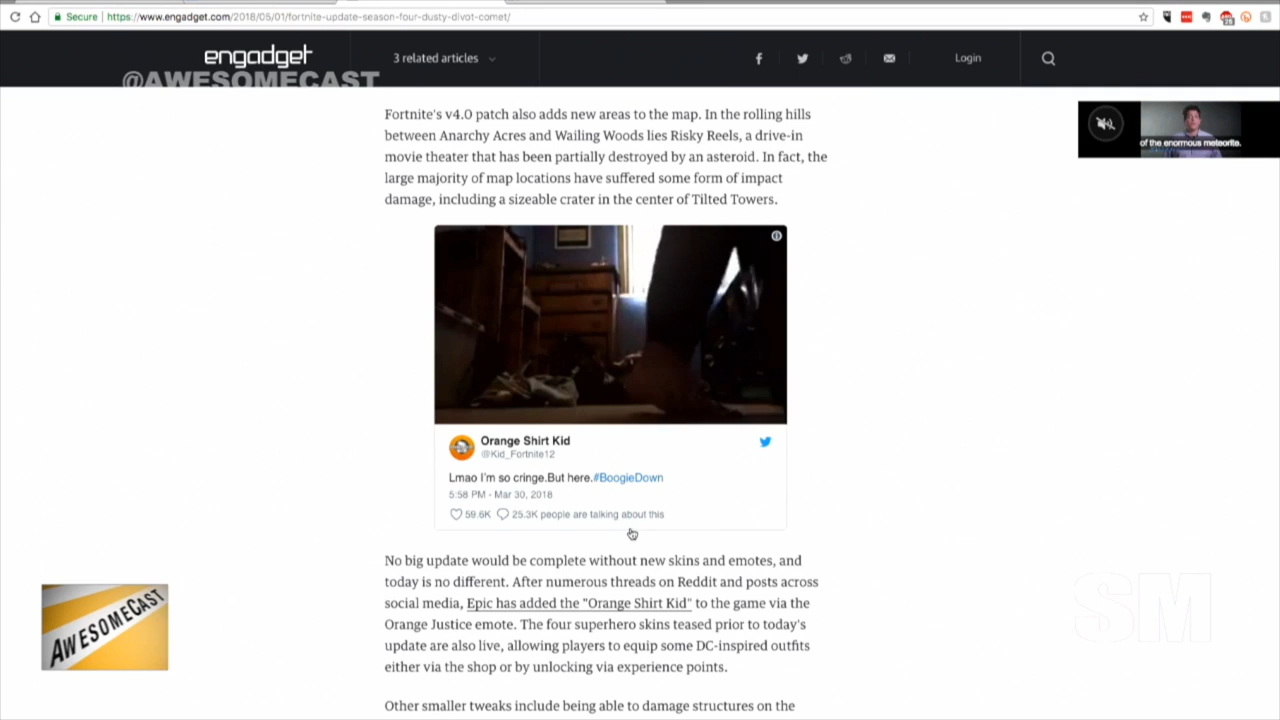 Secure https://www.engadget.com/2018/05/01/fortnite-update-season-four-dusty-divot-comet/
engadget
3 related articles
Login
@AWESOMECAST
Fortnite's v4.0 patch also adds new areas to the map. In the rolling hills
between Anarchy Acres and Wailing Woods lies Risky Reels, a drive-in
movie theater that has been partially destroyed by an asteroid. In fact, the
large majority of map locations have suffered some form of impact
damage, including a sizeable crater in the center of Tilted Towers.
of the enormous meteorite.
Orange Shirt Kid
@Kid_Fortnite12
Lmao I'm so cringe.But here.#BoogieDown
5:58 PM - Mar 30, 2018
59.6K 25.3K people are talking about this
No big update would be complete without new skins and emotes, and
today is no different. After numerous threads on Reddit and posts across
social media, Epic has added the "Orange Shirt Kid" to the game via the
Orange Justice emote. The four superhero skins teased prior to today's
update are also live, allowing players to equip some DC-inspired outfits
either via the shop or by unlocking via experience points.
Other smaller tweaks include being able to damage structures on the
AWESOMECAST
SM